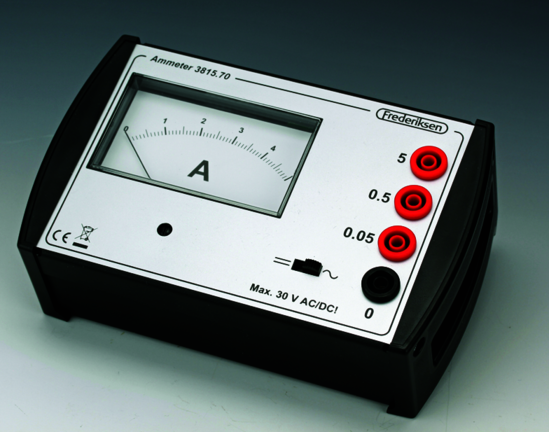 Ammeter 3815.70
Frederiksen
0 1 2 3 4
A
5
0.5
0.05
0
CE
Max. 30 V AC/DC!